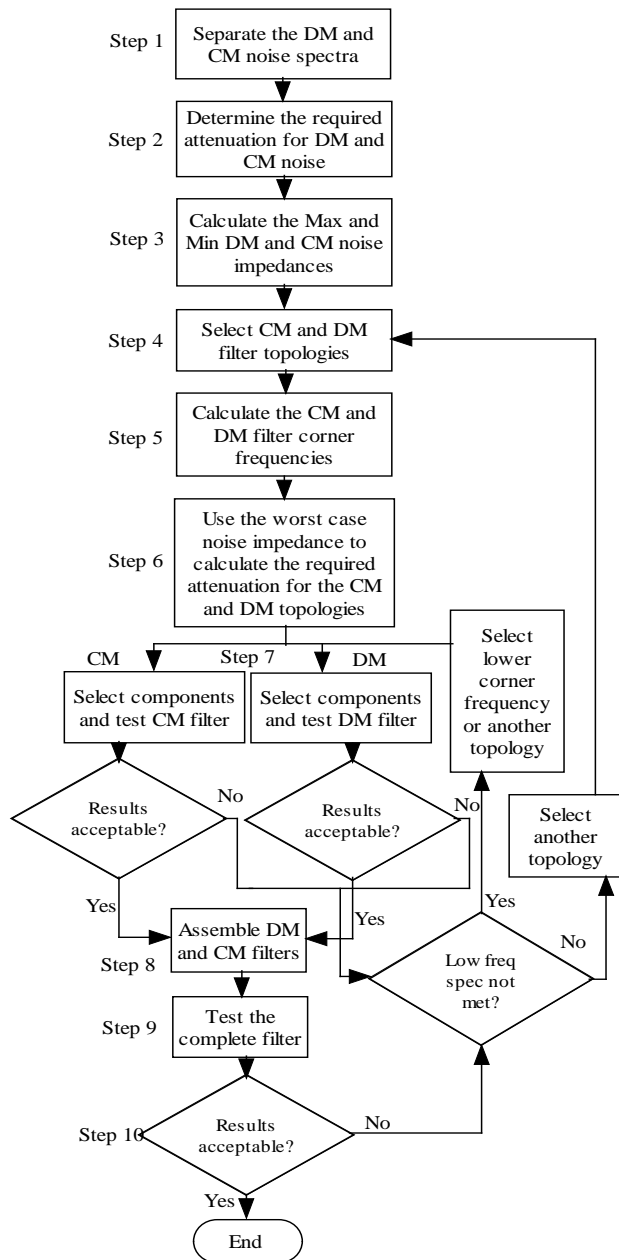 Step 1
Separate the DM and
CM noise spectra
Step 2
Determine the required
attenuation for DM and
CM noise
Step 3
Calculate the Max and
Min DM and CM noise
impedances
Step 4
Select CM and DM
filter topologies
Step 5
Calculate the CM and
DM filter corner
frequencies
Step 6
Use the worst case
noise impedance to
calculate the required
attenuation for the CM
and DM topologies
Step 7
CM
DM
Select components
and test CM filter
Select components
and test DM filter
Select
lower
corner
frequency
or another
topology
Results
acceptable?
No
Yes
Results
acceptable?
No
Yes
Select
another
topology
Yes
No
Low freq
spec not
met?
Step 8
Assemble DM
and CM filters
Step 9
Test the
complete filter
Step 10
Results
acceptable?
No
Yes
End